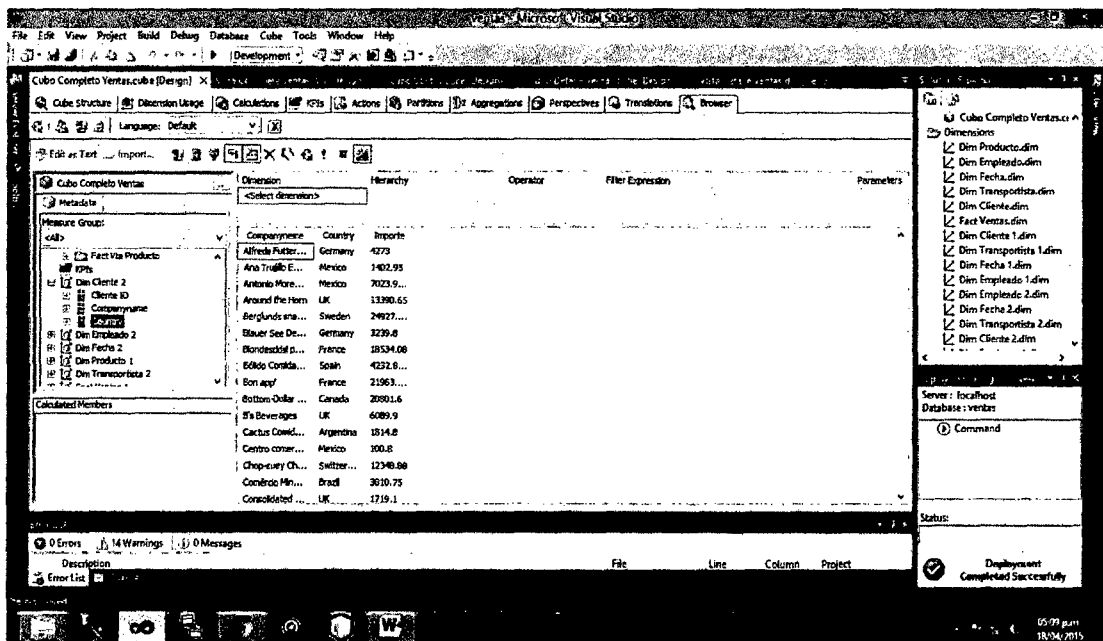 Ventas - Microsoft Visual Studio
File Edit View Project Build Debug Database Cube Tools Window Help
Development
Cubo Completo Ventas.cube [Design] X
Cube Structure Dimension Usage Calculations KPIs Actions Partitions Aggregations Perspectives Translations Browser
Language: Default
Edit as Text Import...
Cubo Completo Ventas
Metadata
Measure Group:
<All>
Fact Vta Producto
KPIs
Dim Cliente 2
Cliente ID
Companyname
Country
Dim Empleado 2
Dim Fecha 2
Dim Producto 1
Dim Transportista 2
Calculated Members
Dimension Hierarchy Operator Filter Expression Parameters
<Select dimension>
Companyname Country Importe
Alfreds Futter... Germany 4273
Ana Trujillo E... Mexico 1402.95
Antonio More... Mexico 7023.9...
Around the Horn UK 13390.65
Berglunds sna... Sweden 24927....
Blauer See De... Germany 3239.8
Blondesddsl p... France 18534.08
Bólido Comida... Spain 4232.8...
Bon app' France 21963....
Bottom-Dollar ... Canada 20801.6
B's Beverages UK 6089.9
Cactus Comid... Argentina 1814.8
Centro comer... Mexico 100.8
Chop-suey Ch... Switzer... 12348.88
Comércio Min... Brazil 3810.75
Consolidated ... UK 1719.1
Cubo Completo Ventas.cu
Dimensions
Dim Producto.dim
Dim Empleado.dim
Dim Fecha.dim
Dim Transportista.dim
Dim Cliente.dim
Fact Ventas.dim
Dim Cliente 1.dim
Dim Transportista 1.dim
Dim Fecha 1.dim
Dim Empleado 1.dim
Dim Empleado 2.dim
Dim Fecha 2.dim
Dim Transportista 2.dim
Dim Cliente 2.dim
Server : localhost
Database : ventas
Command
Status:
Deployment
Completed Successfully
0 Errors 14 Warnings 0 Messages
Description File Line Column Project
Error List
05:09 p.m.
18/04/2015